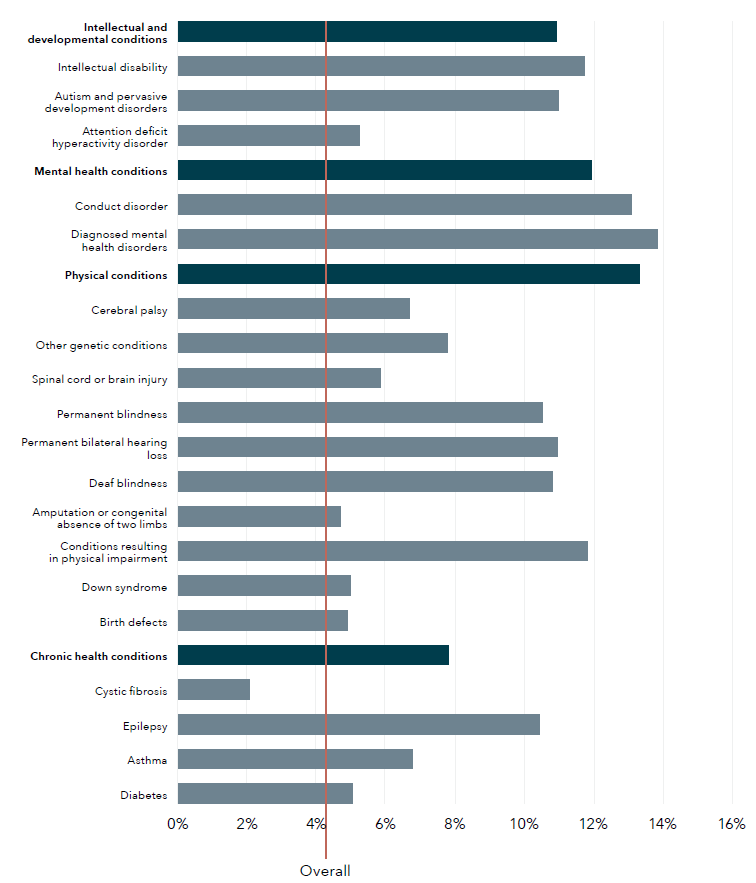 Intellectual and
developmental conditions
Intellectual disability
Autism and pervasive
development disorders
Attention deficit
hyperactivity disorder
Mental health conditions
Conduct disorder
Diagnosed mental
health disorders
Physical conditions
Cerebral palsy
Other genetic conditions
Spinal cord or brain injury
Permanent blindness
Permanent bilateral hearing
loss
Deaf blindness
Amputation or congenital
absence of two limbs
Conditions resulting
in physical impairment
Down syndrome
Birth defects
Chronic health conditions
Cystic fibrosis
Epilepsy
Asthma
Diabetes
0% 2% 4% 6% 8% 10% 12% 14% 16%
Overall